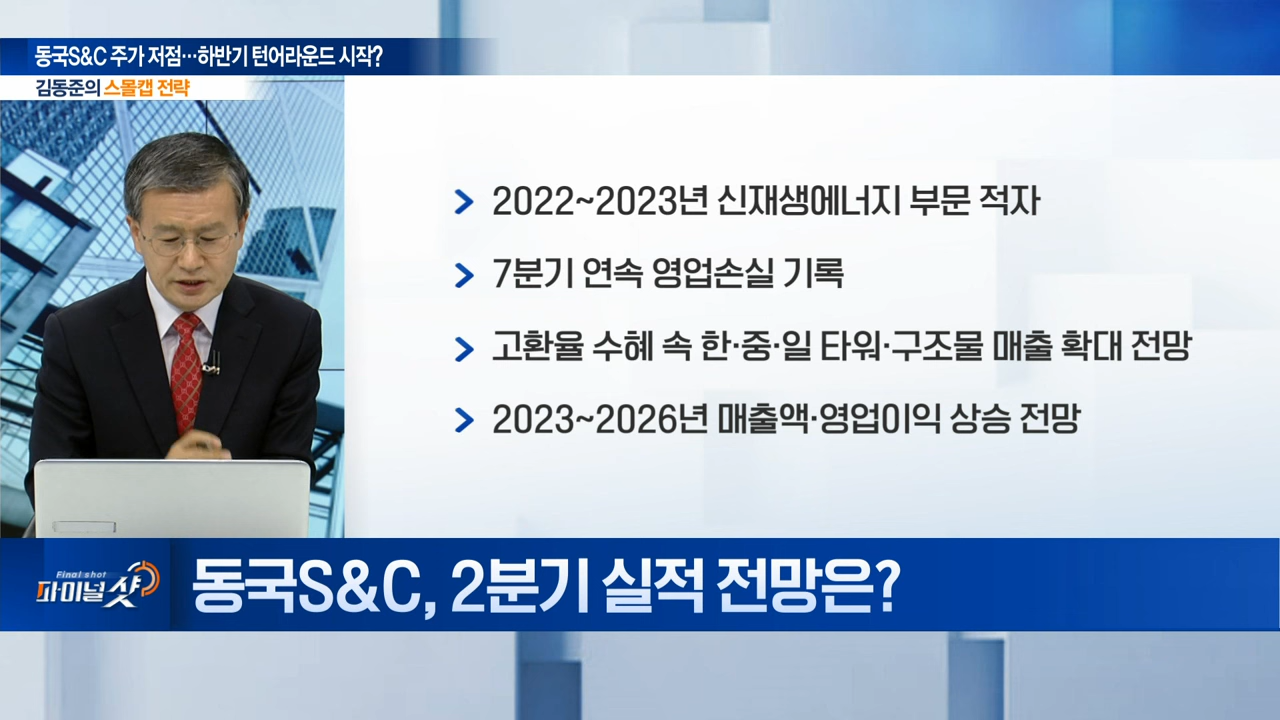 동국S&C 주가 저점…하반기 턴어라운드 시작?
김동준의 스몰캡 전략
2022~2023년 신재생에너지 부문 적자
7분기 연속 영업손실 기록
고환율 수혜 속 한·중·일 타워·구조물 매출 확대 전망
2023~2026년 매출액·영업이익 상승 전망
Final shot
파이널샷
동국S&C, 2분기 실적 전망은?